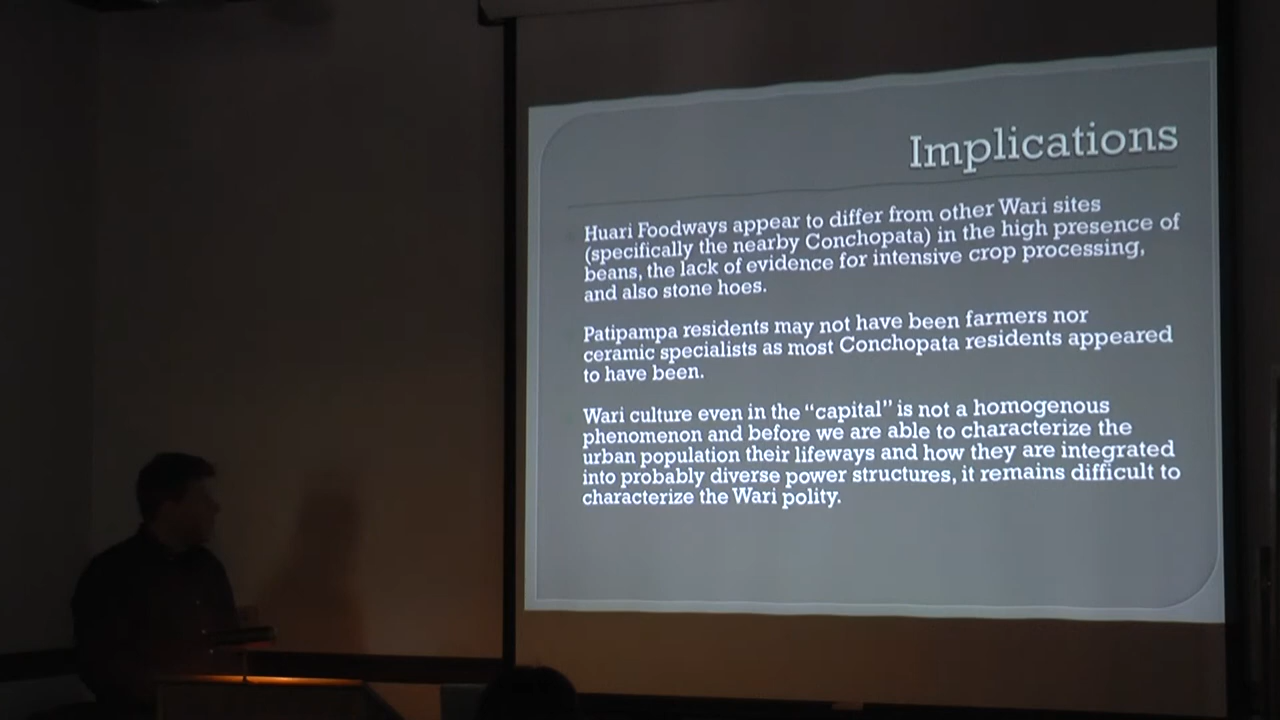 Implications
Huari Foodways appear to differ from other Wari sites
(specifically the nearby Conchopata) in the high presence of
beans, the lack of evidence for intensive crop processing,
and also stone hoes.
Patipampa residents may not have been farmers nor
ceramic specialists as most Conchopata residents appeared
to have been.
Wari culture even in the “capital” is not a homogenous
phenomenon and before we are able to characterize the
urban population their lifeways and how they are integrated
into probably diverse power structures, it remains difficult to
characterize the Wari polity.